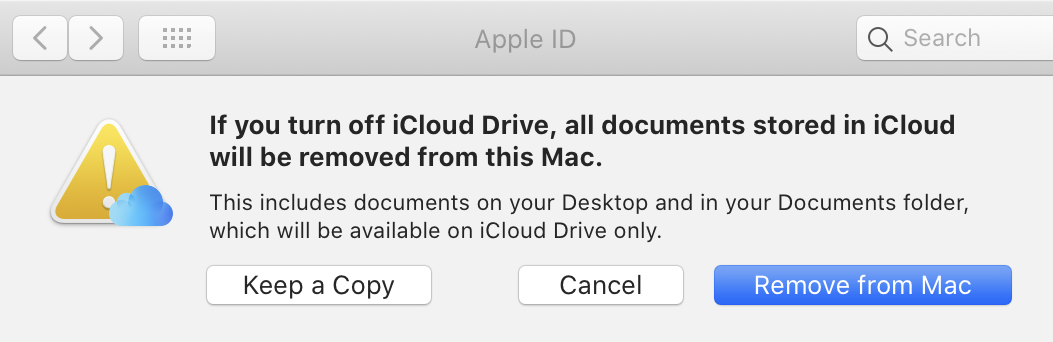 Apple ID
Search
If you turn off iCloud Drive, all documents stored in iCloud
will be removed from this Mac.
This includes documents on your Desktop and in your Documents folder,
which will be available on iCloud Drive only.
Keep a Copy
Cancel
Remove from Mac